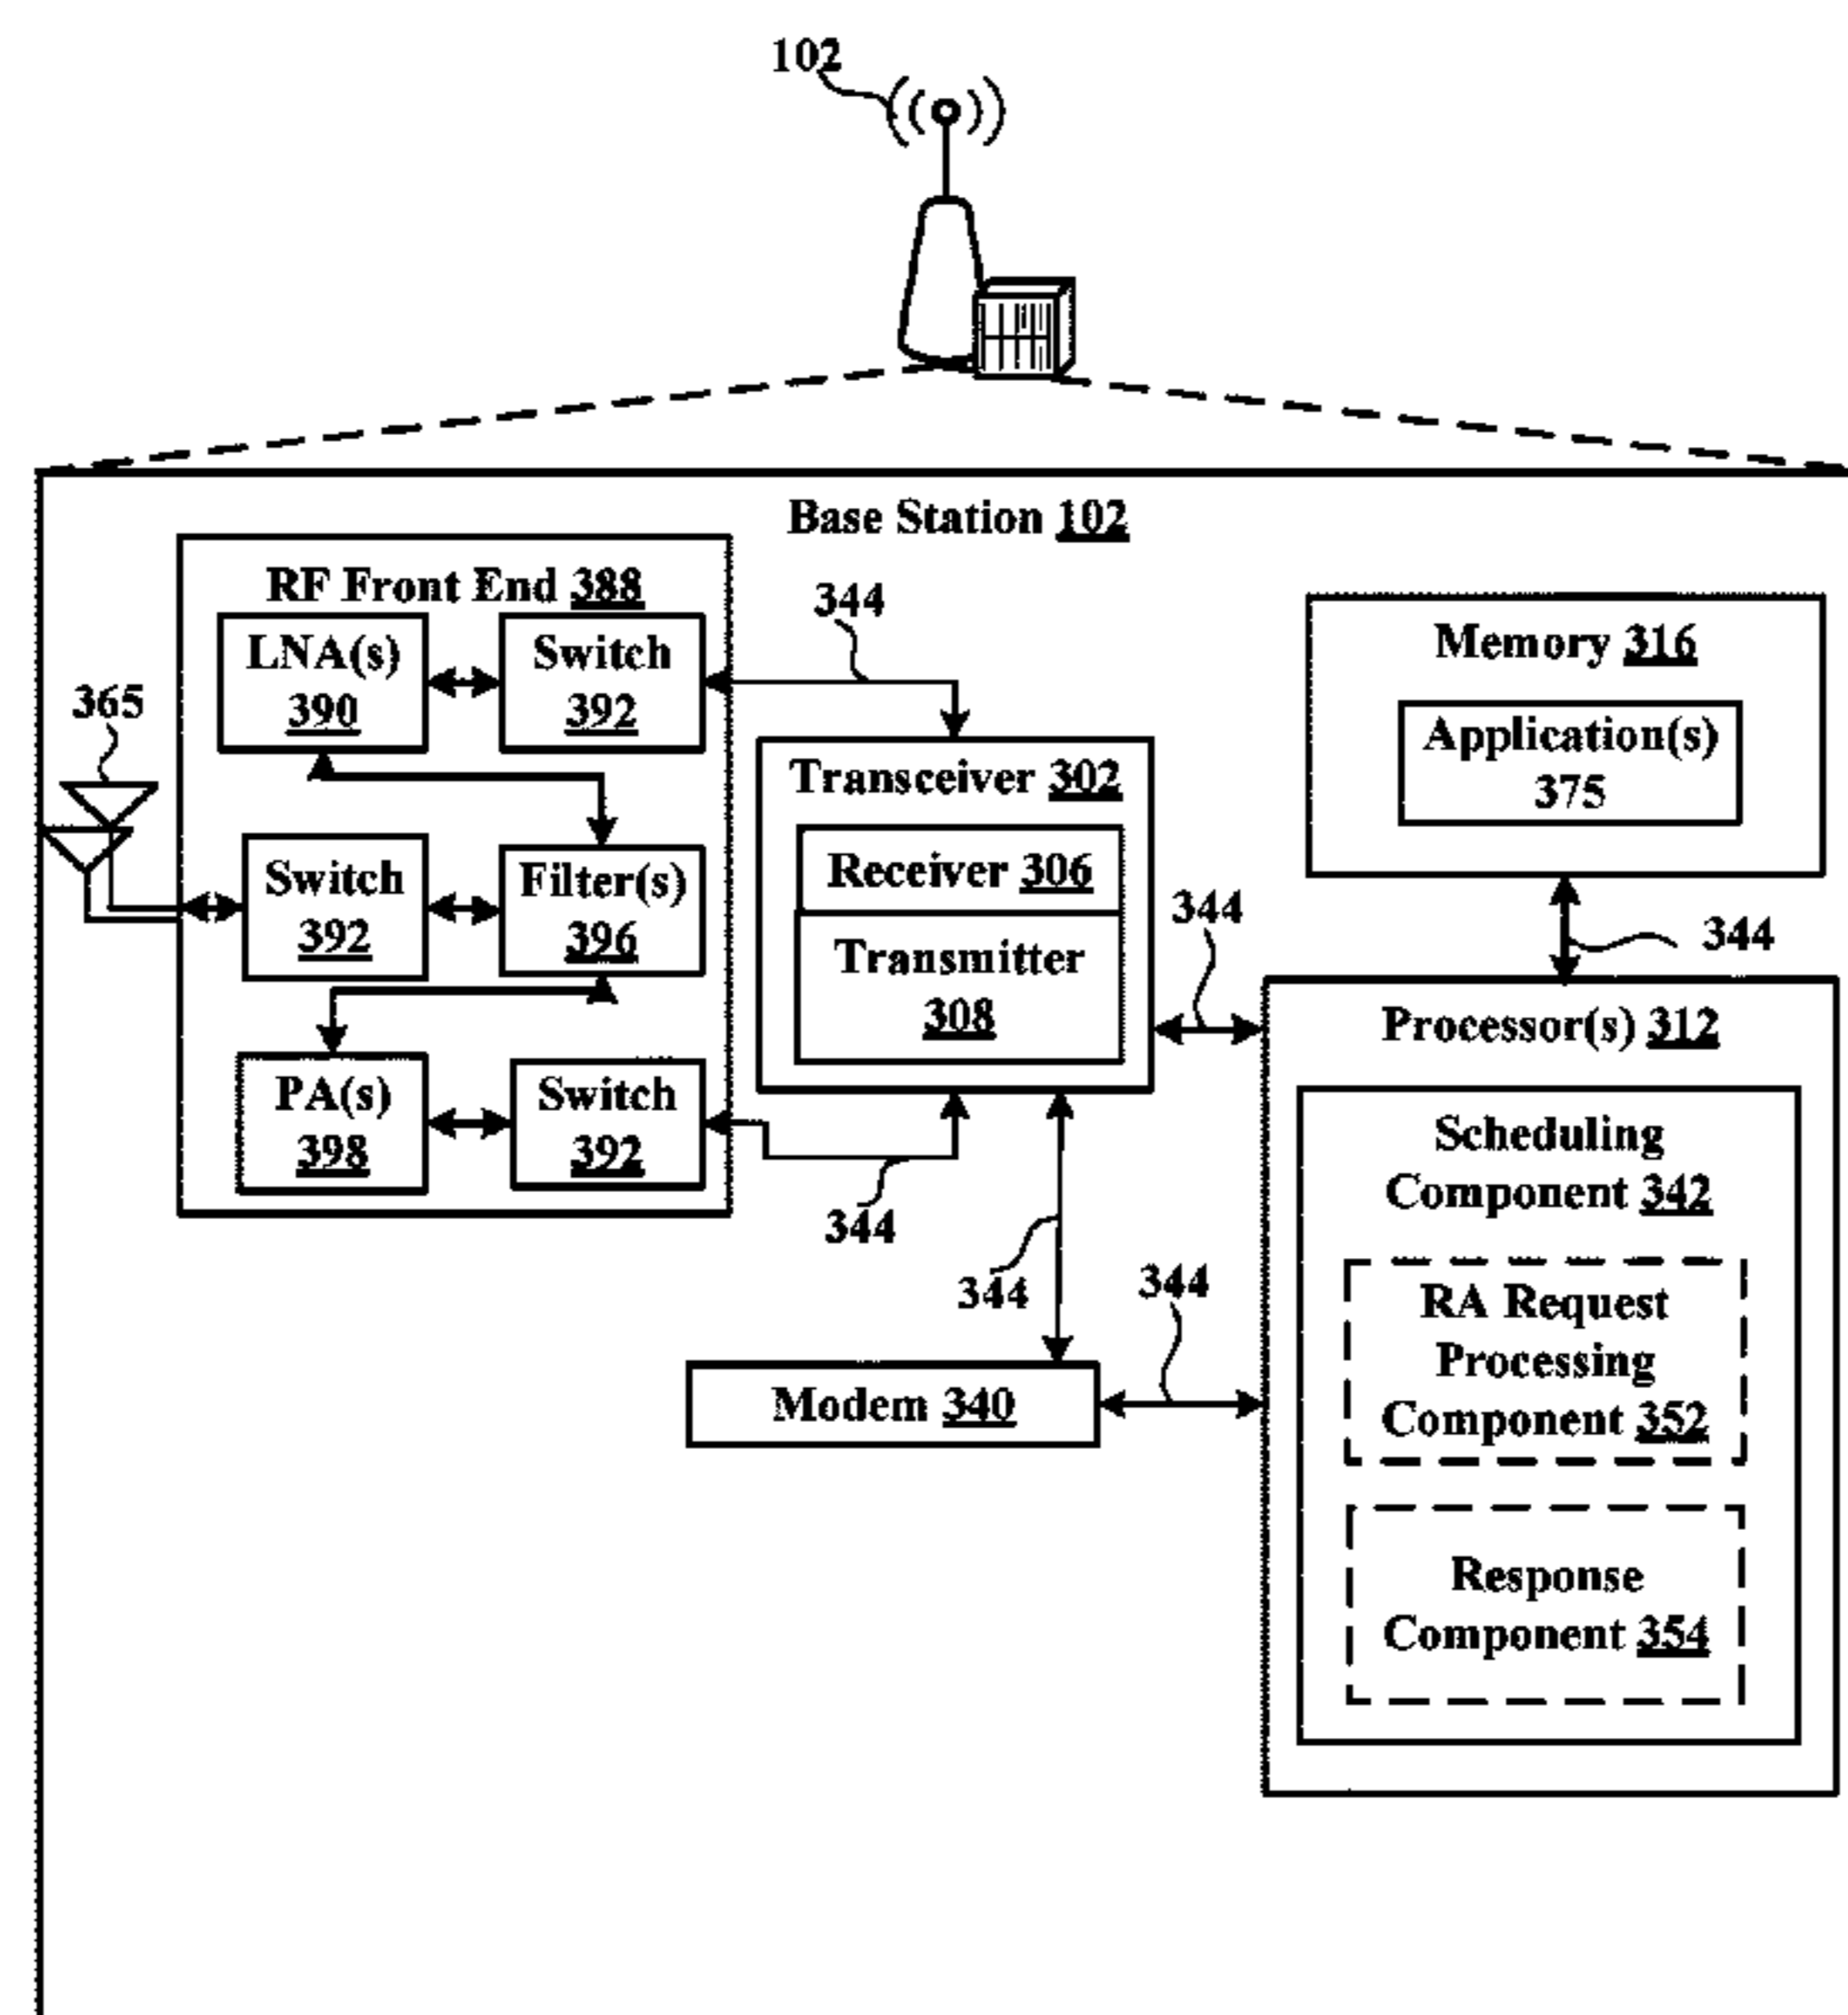 102
Base Station 102
RF Front End 388
LNA(s)
390
Switch
392
344
365
Switch
392
Filter(s)
396
PA(s)
398
Switch
392
344
Transceiver 302
Receiver 306
Transmitter
308
344
344
Modem 340
344
Memory 316
Application(s)
375
344
Processor(s) 312
Scheduling
Component 342
RA Request
Processing
Component 352
Response
Component 354